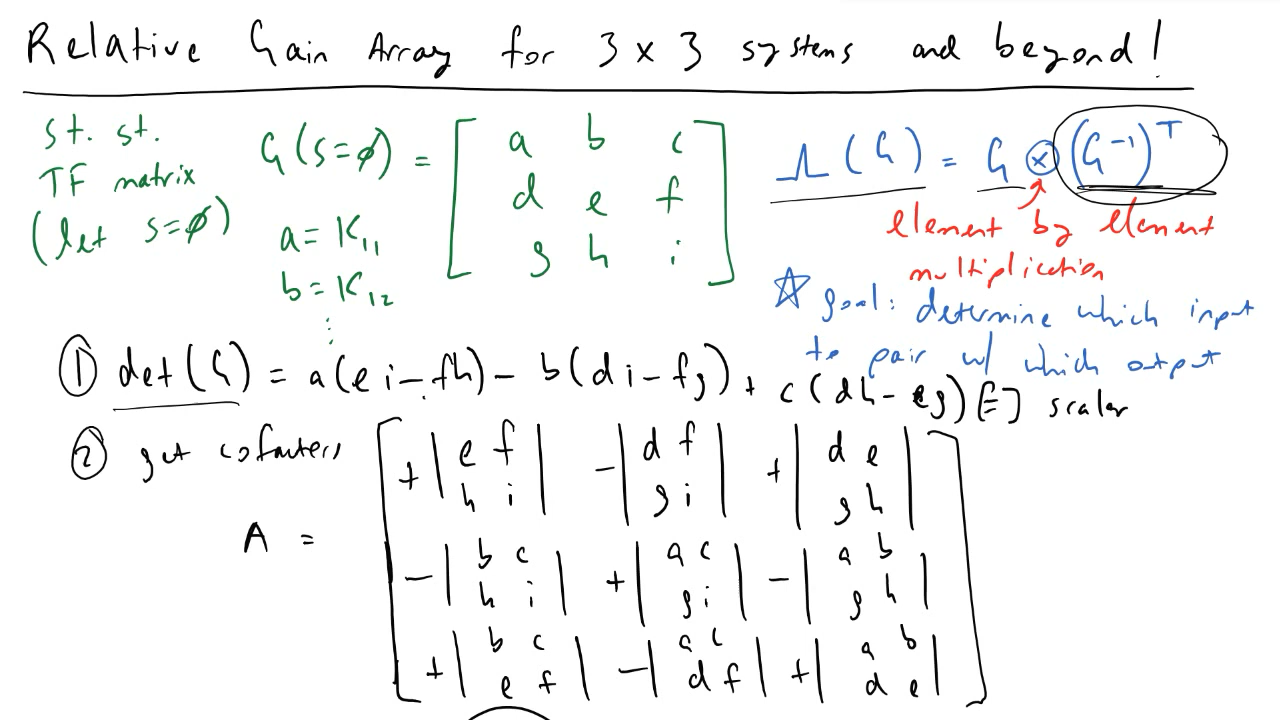 Relative Gain Array for 3 x 3 systems and beyond!
st. st.
TF matrix
(let s=∅)
G(s=∅) = [a b c
d e f
g h i]
a = K₁₁
b = K₁₂
⋮
Λ(G) = G ⊗ (G⁻¹)ᵀ
element by element
multiplication
☆ goal: determine which input
to pair w/ which output
① det(G) = a(ei-fh) - b(di-fg) + c(dh-eg) [=] scalar
② get cofactors
A =
[+|e f| -|d f| +|d e|
|h i| |g i| |g h|
-|b c| +|a c| -|a b|
|h i| |g i| |g h|
+|b c| -|a c| +|a b|
|e f| |d f| |d e|]